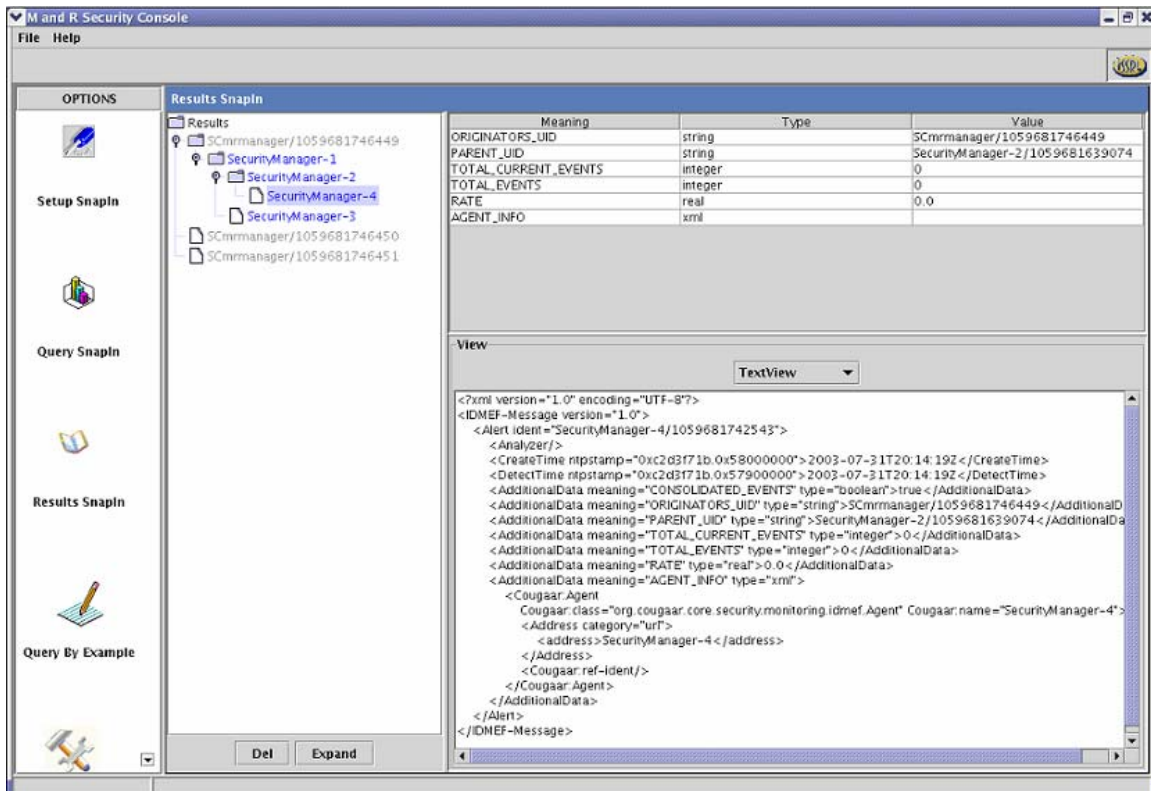 M and R Security Console
File Help
OPTIONS
Setup SnapIn
Query SnapIn
Results SnapIn
Query By Example
Results SnapIn
Results
SCmrmanager/1059681746449
SecurityManager-1
SecurityManager-2
SecurityManager-4
SecurityManager-3
SCmrmanager/1059681746450
SCmrmanager/1059681746451
Del Expand
Meaning Type Value
ORIGINATORS_UID string SCmrmanager/1059681746449
PARENT_UID string SecurityManager-2/1059681639074
TOTAL_CURRENT_EVENTS integer 0
TOTAL_EVENTS integer 0
RATE real 0.0
AGENT_INFO xml
View
TextView
<?xml version="1.0" encoding="UTF-8"?>
<IDMEF-Message version="1.0">
<Alert ident="SecurityManager-4/1059681742543">
<Analyzer/>
<CreateTime ntpstamp="0xc2d3f71b.0x58000000">2003-07-31T20:14:19Z</CreateTime>
<DetectTime ntpstamp="0xc2d3f71b.0x57900000">2003-07-31T20:14:19Z</DetectTime>
<AdditionalData meaning="CONSOLIDATED_EVENTS" type="boolean">true</AdditionalData>
<AdditionalData meaning="ORIGINATORS_UID" type="string">SCmrmanager/1059681746449</AdditionalD
<AdditionalData meaning="PARENT_UID" type="string">SecurityManager-2/1059681639074</AdditionalDa
<AdditionalData meaning="TOTAL_CURRENT_EVENTS" type="integer">0</AdditionalData>
<AdditionalData meaning="TOTAL_EVENTS" type="integer">0</AdditionalData>
<AdditionalData meaning="RATE" type="real">0.0</AdditionalData>
<AdditionalData meaning="AGENT_INFO" type="xml">
<Cougaar:Agent
Cougaar:class="org.cougaar.core.security.monitoring.idmef.Agent" Cougaar:name="SecurityManager-4">
<Address category="url">
<address>SecurityManager-4</address>
</Address>
<Cougaar:ref-ident/>
</Cougaar:Agent>
</AdditionalData>
</Alert>
</IDMEF-Message>